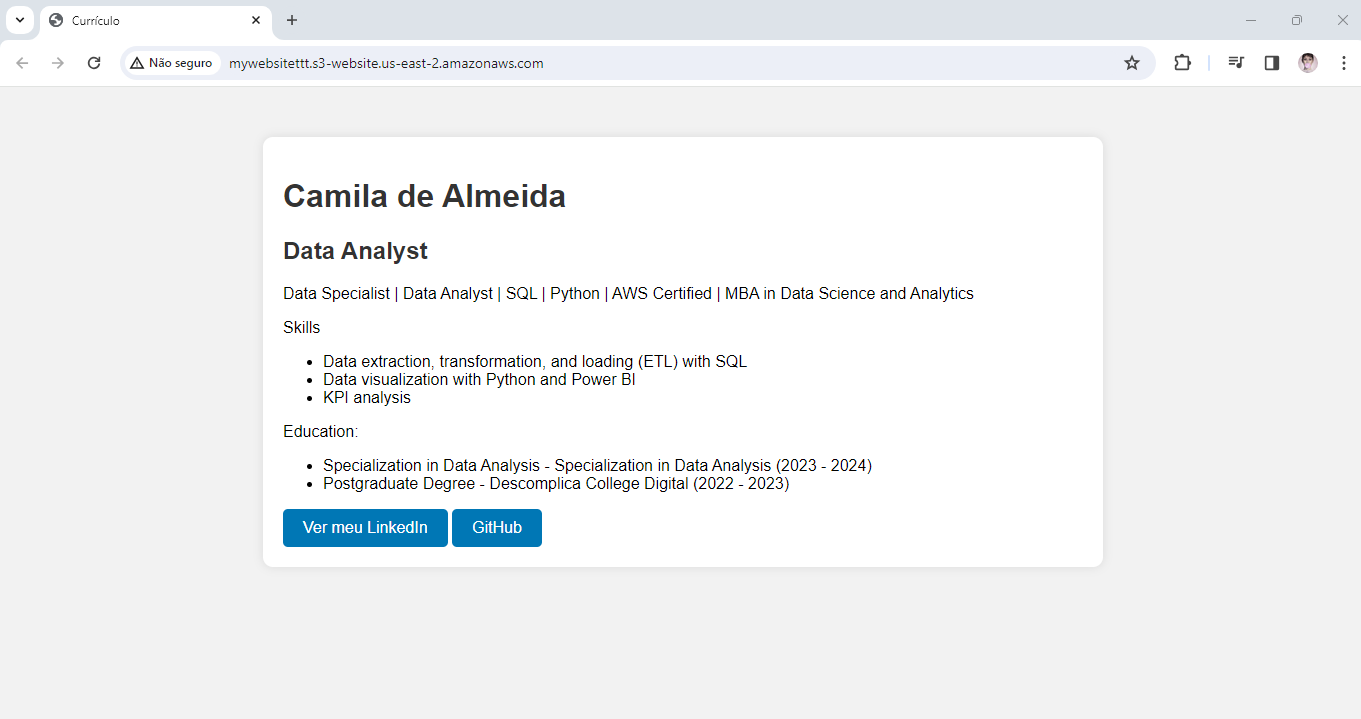 Currículo
Não seguro mywebsitettt.s3-website.us-east-2.amazonaws.com
Camila de Almeida
Data Analyst
Data Specialist | Data Analyst | SQL | Python | AWS Certified | MBA in Data Science and Analytics
Skills
• Data extraction, transformation, and loading (ETL) with SQL
• Data visualization with Python and Power BI
• KPI analysis
Education:
• Specialization in Data Analysis - Specialization in Data Analysis (2023 - 2024)
• Postgraduate Degree - Descomplica College Digital (2022 - 2023)
Ver meu LinkedIn GitHub